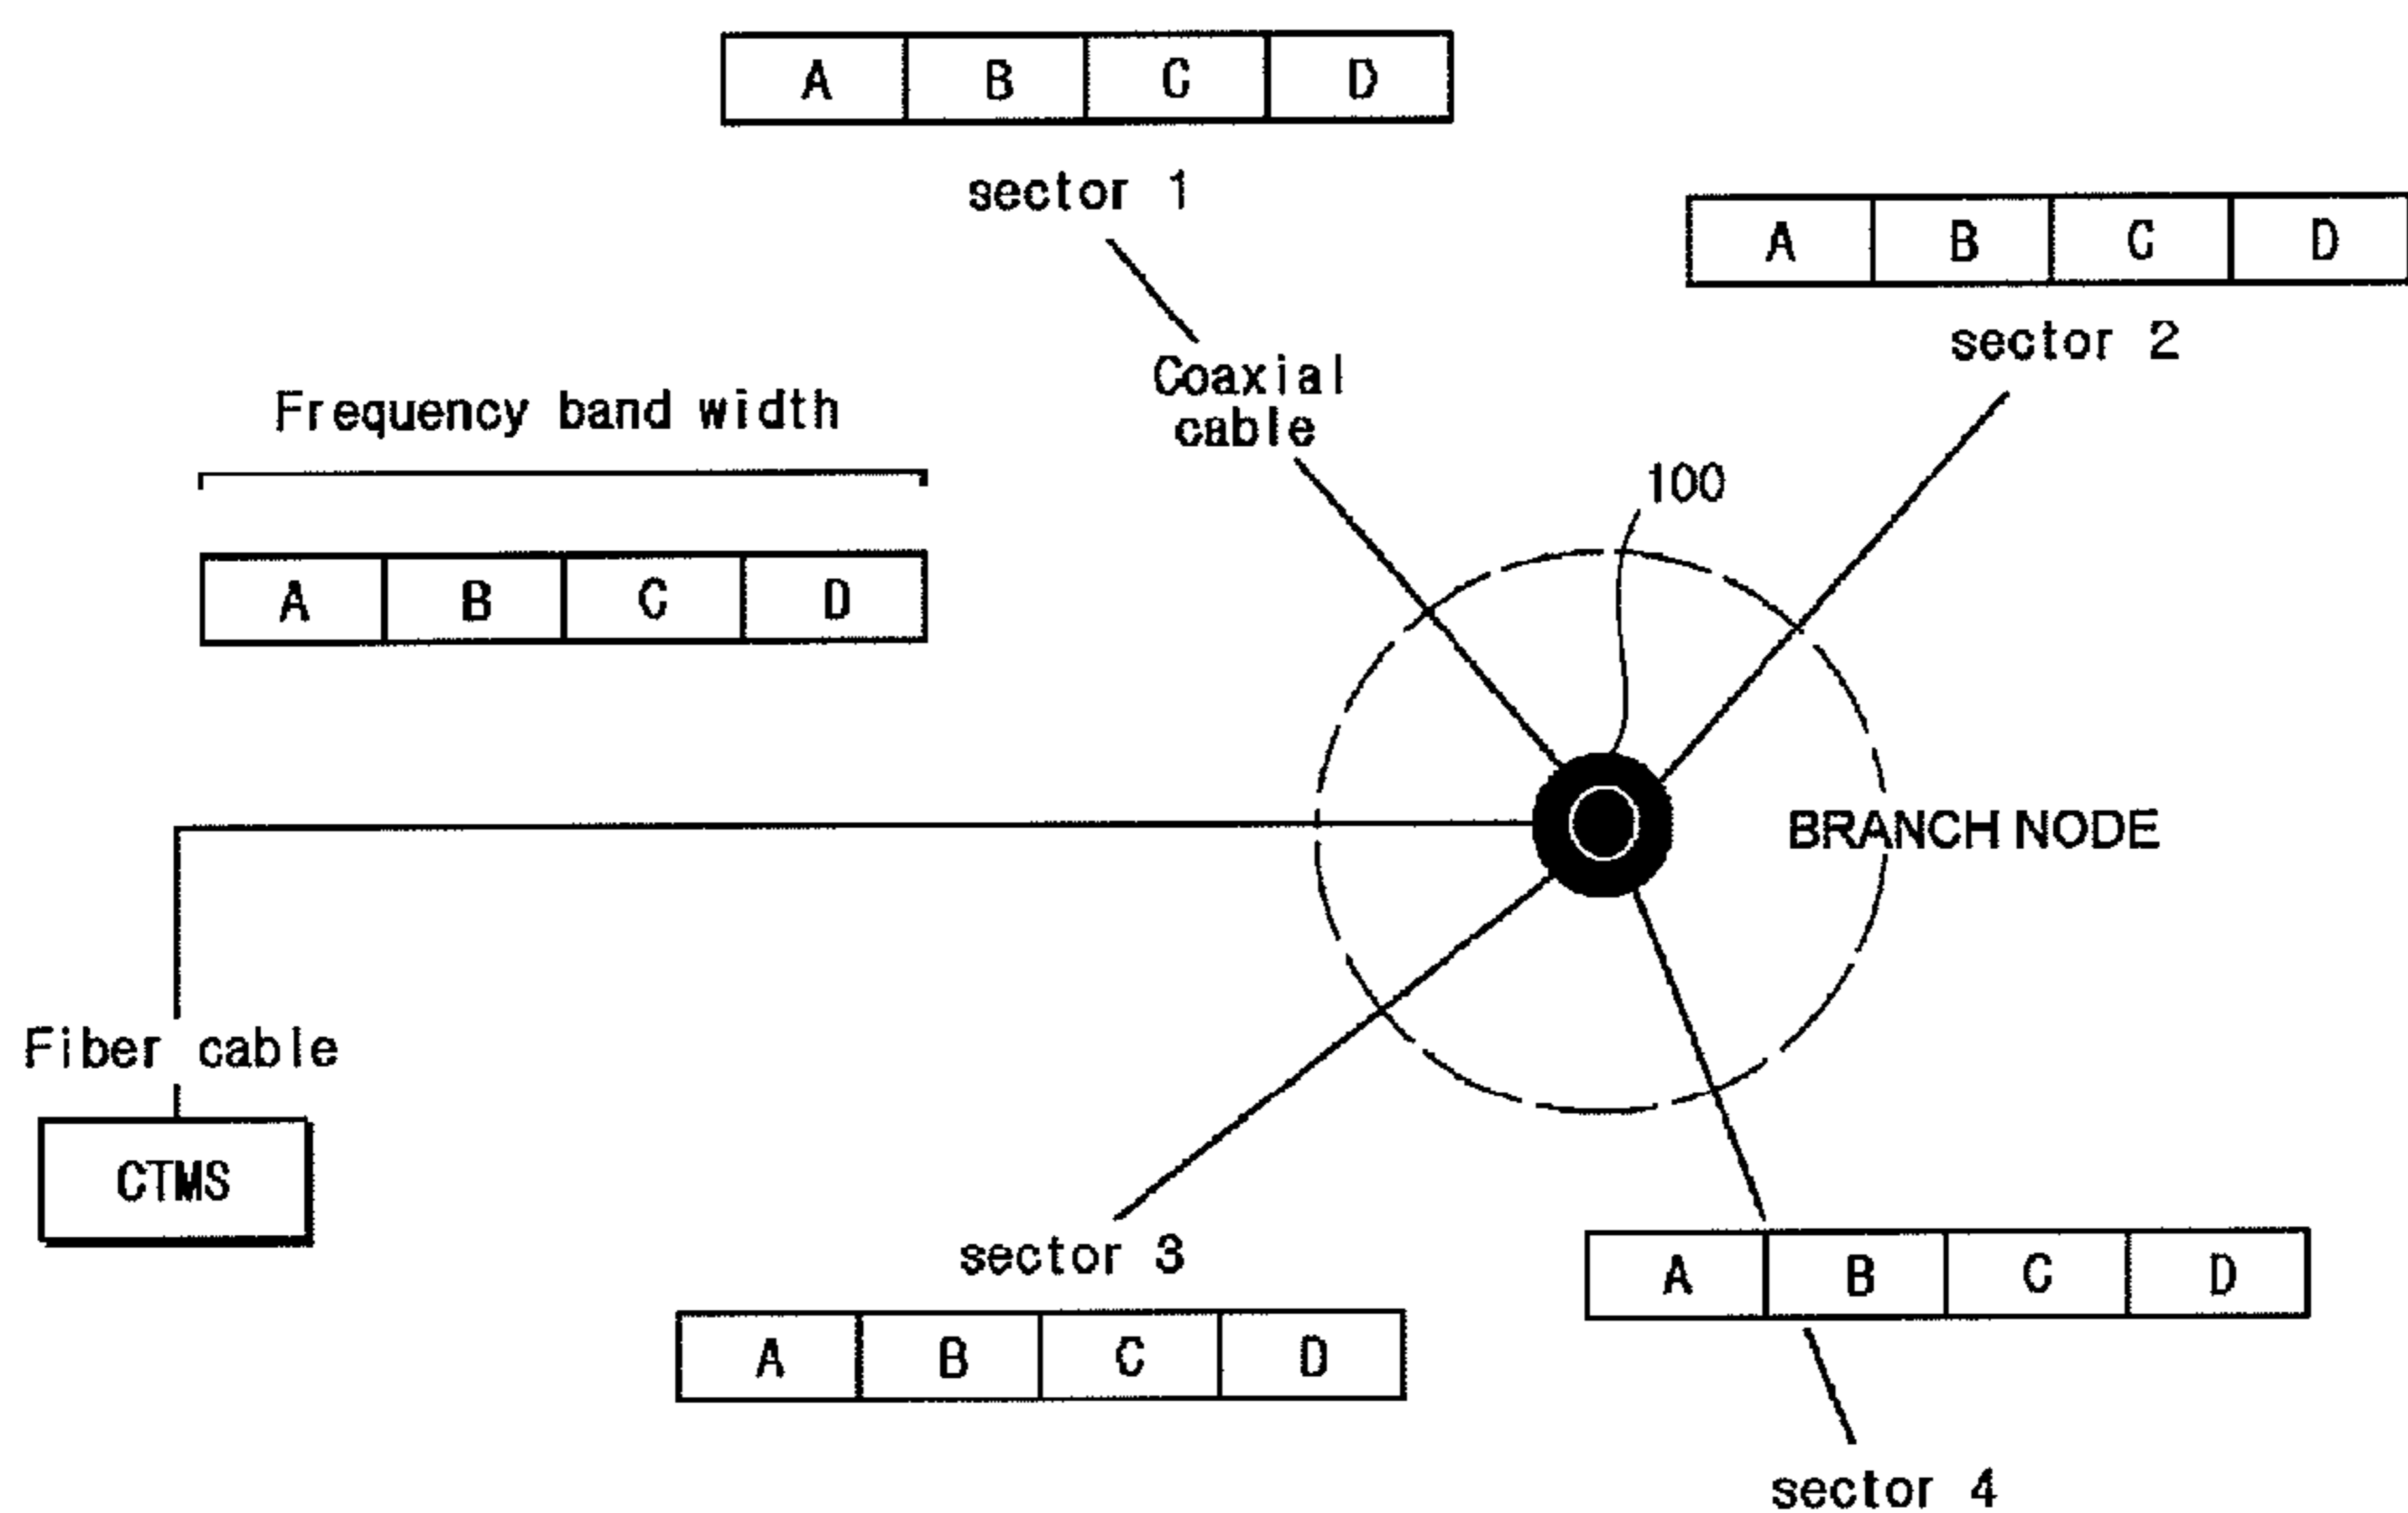 A B C D
sector 1
A B C D
sector 2
Coaxial
cable
Frequency band width
100
A B C D
BRANCH NODE
Fiber cable
CTMS
sector 3
A B C D
A B C D
sector 4